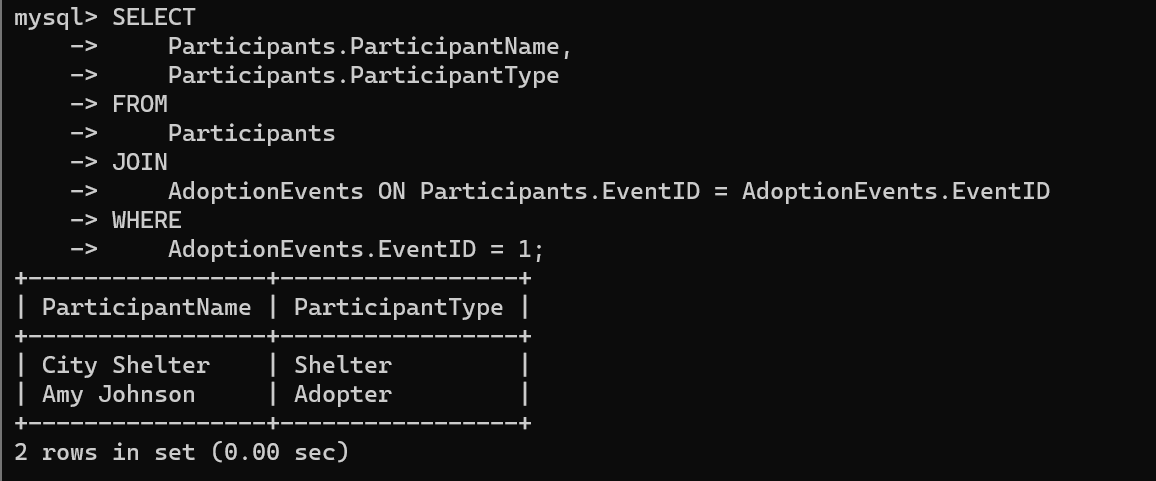 mysql> SELECT
    ->     Participants.ParticipantName,
    ->     Participants.ParticipantType
    -> FROM
    ->     Participants
    -> JOIN
    ->     AdoptionEvents ON Participants.EventID = AdoptionEvents.EventID
    -> WHERE
    ->     AdoptionEvents.EventID = 1;
+-----------------+-----------------+
| ParticipantName | ParticipantType |
+-----------------+-----------------+
| City Shelter    | Shelter         |
| Amy Johnson     | Adopter         |
+-----------------+-----------------+
2 rows in set (0.00 sec)